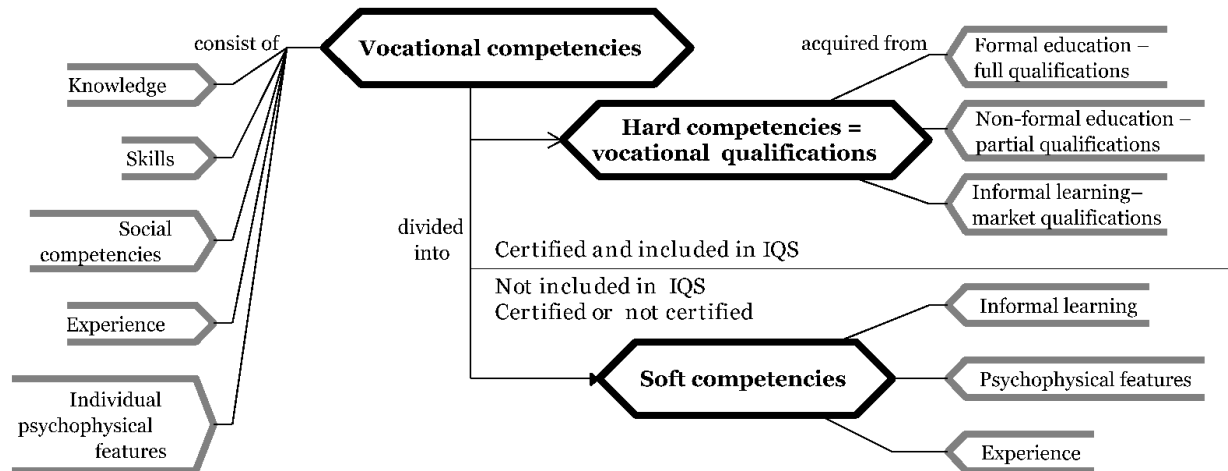 consist of
Vocational competencies
Knowledge
Skills
Social
competencies
Experience
Individual
psychophysical
features
acquired from
Formal education –
full qualifications
Hard competencies =
vocational qualifications
Non-formal education –
partial qualifications
Informal learning–
market qualifications
divided
into
Certified and included in IQS
Not included in IQS
Certified or not certified
Soft competencies
Informal learning
Psychophysical features
Experience